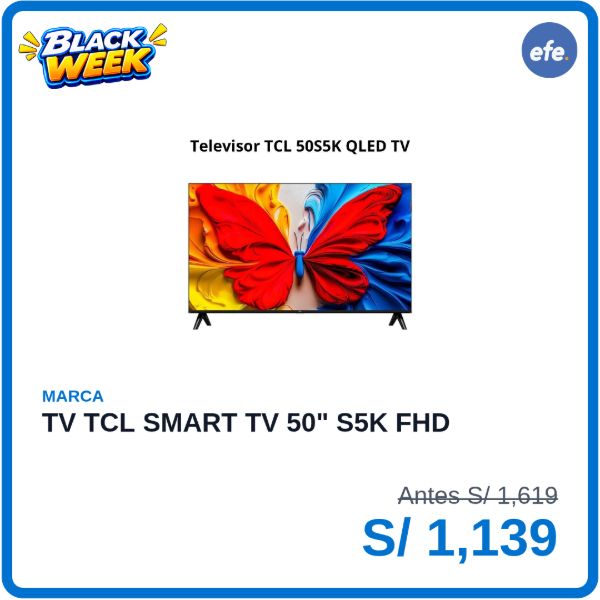 BLACK
WEEK
efe.
Televisor TCL 50S5K QLED TV
MARCA
TV TCL SMART TV 50" S5K FHD
Antes S/ 1,619
S/ 1,139